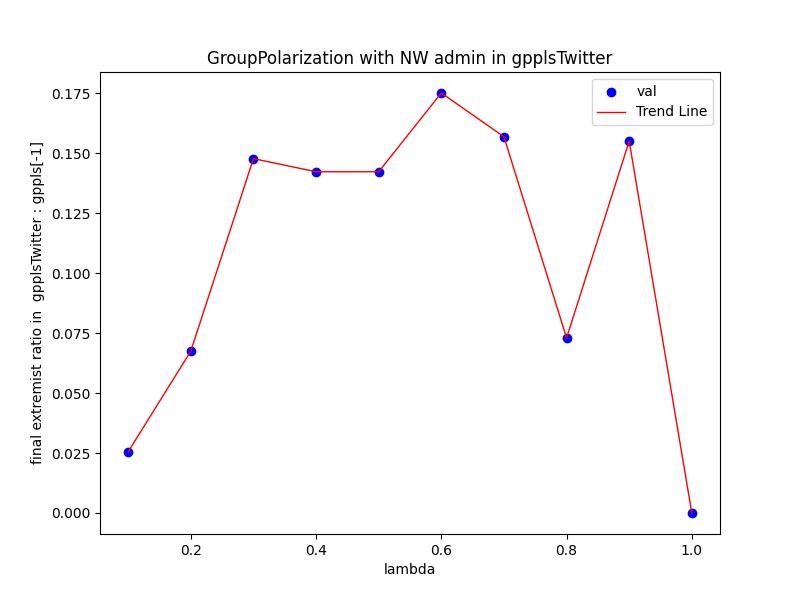 GroupPolarization with NW admin in gpplsTwitter
val
Trend Line
final extremist ratio in  gpplsTwitter : gppls[-1]
0.175
0.150
0.125
0.100
0.075
0.050
0.025
0.000
0.2 0.4 0.6 0.8 1.0
lambda